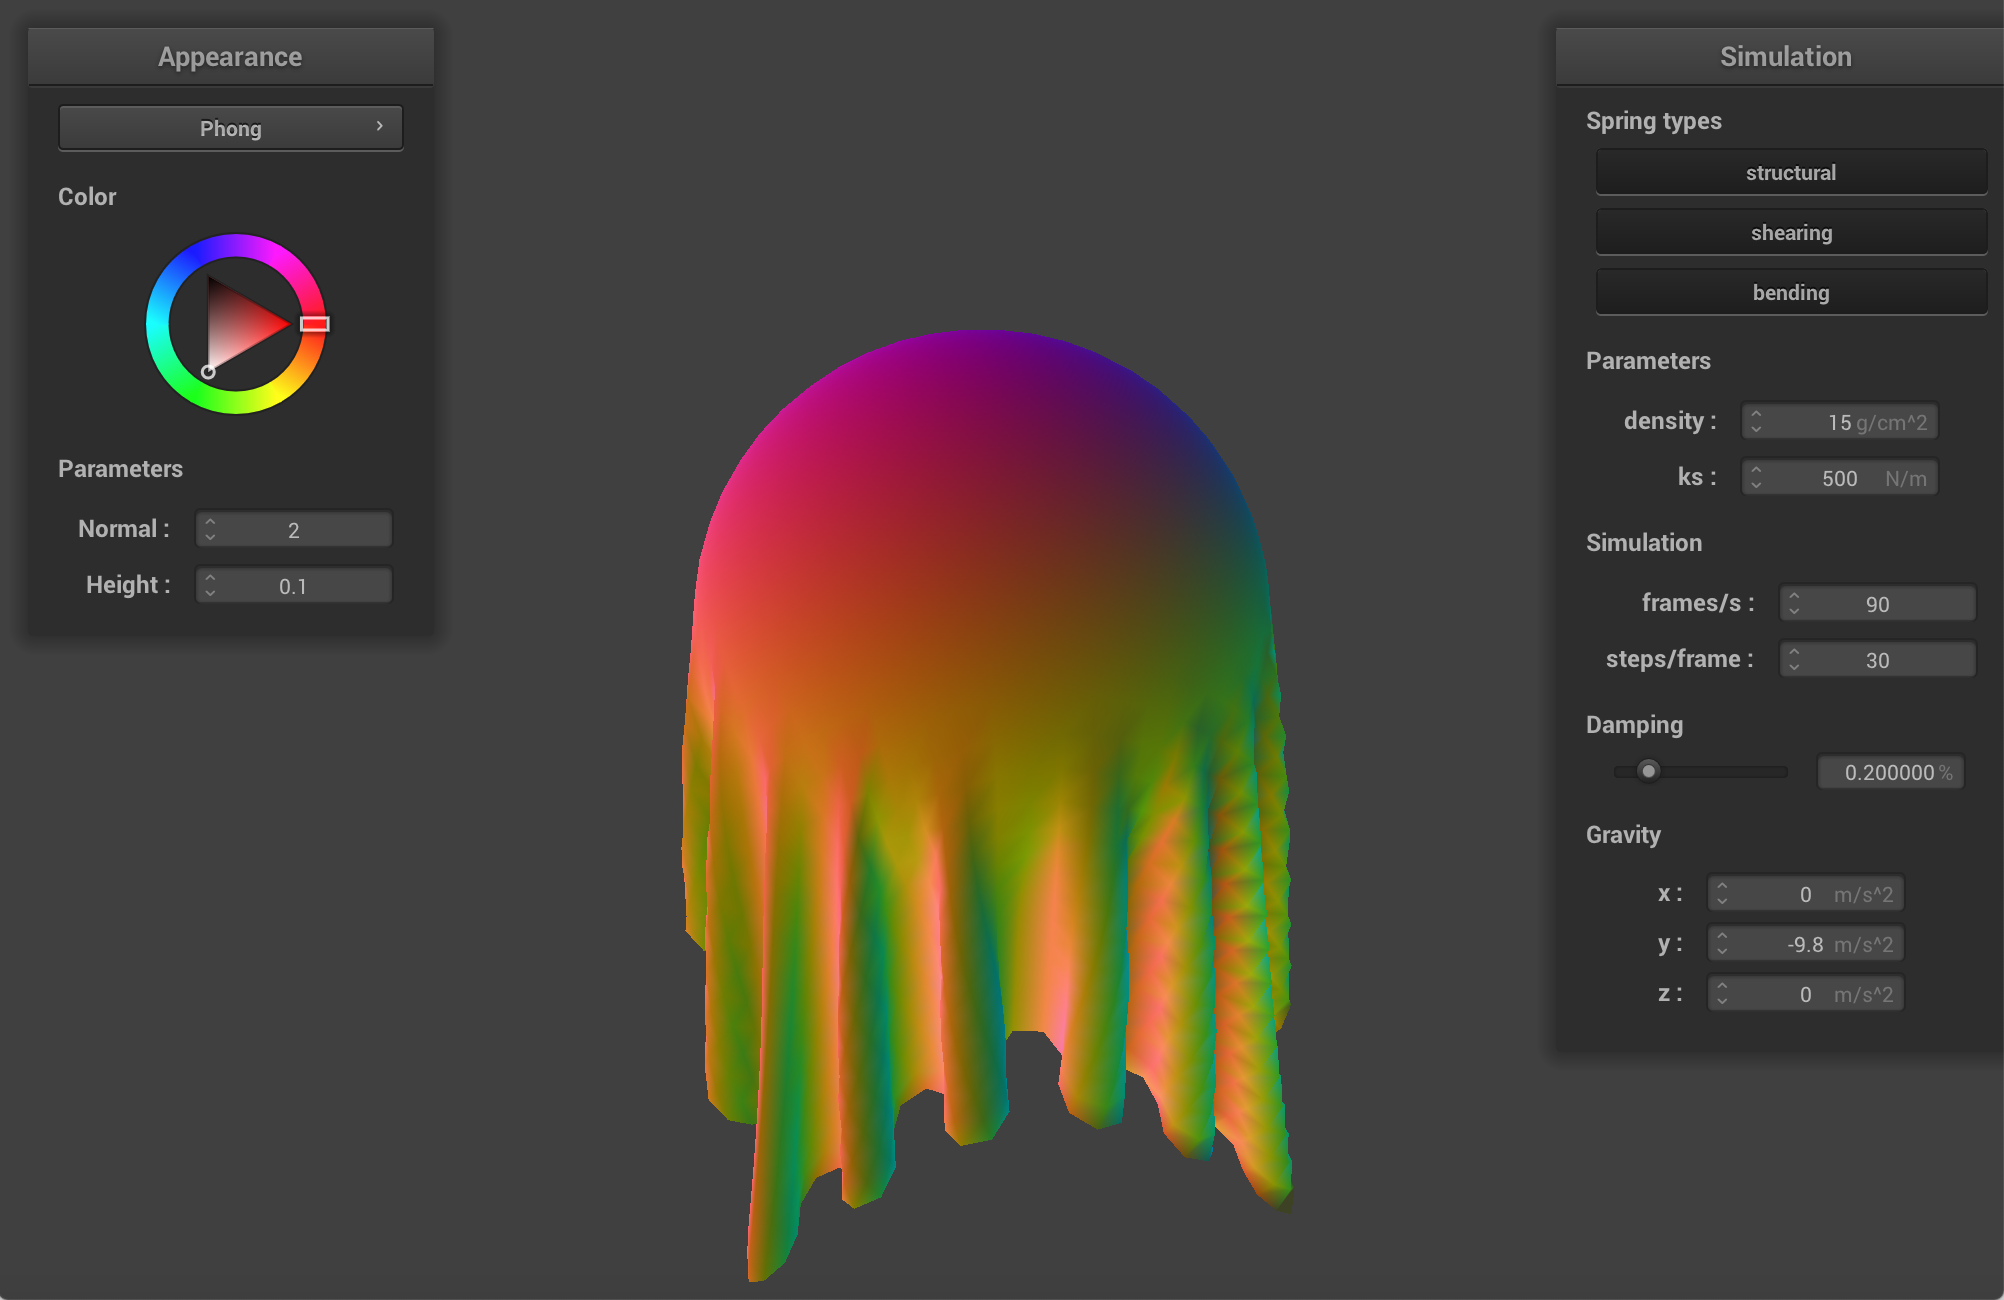 Appearance
Phong
Color
Parameters
Normal : 2
Height : 0.1
Simulation
Spring types
structural
shearing
bending
Parameters
density : 15 g/cm^2
ks : 500 N/m
Simulation
frames/s : 90
steps/frame : 30
Damping
0.200000 %
Gravity
x : 0 m/s^2
y : -9.8 m/s^2
z : 0 m/s^2